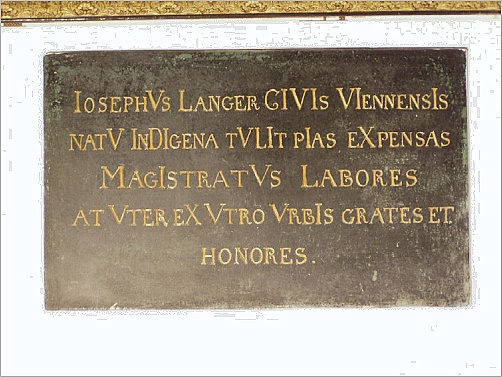 IosephVs Langer CIVIs VIennensIs
natV InDIgena tVLIt pIas eXpensas
MagIstratVs Labores
at Vter eX Vtro VrbIs grates et
honores.